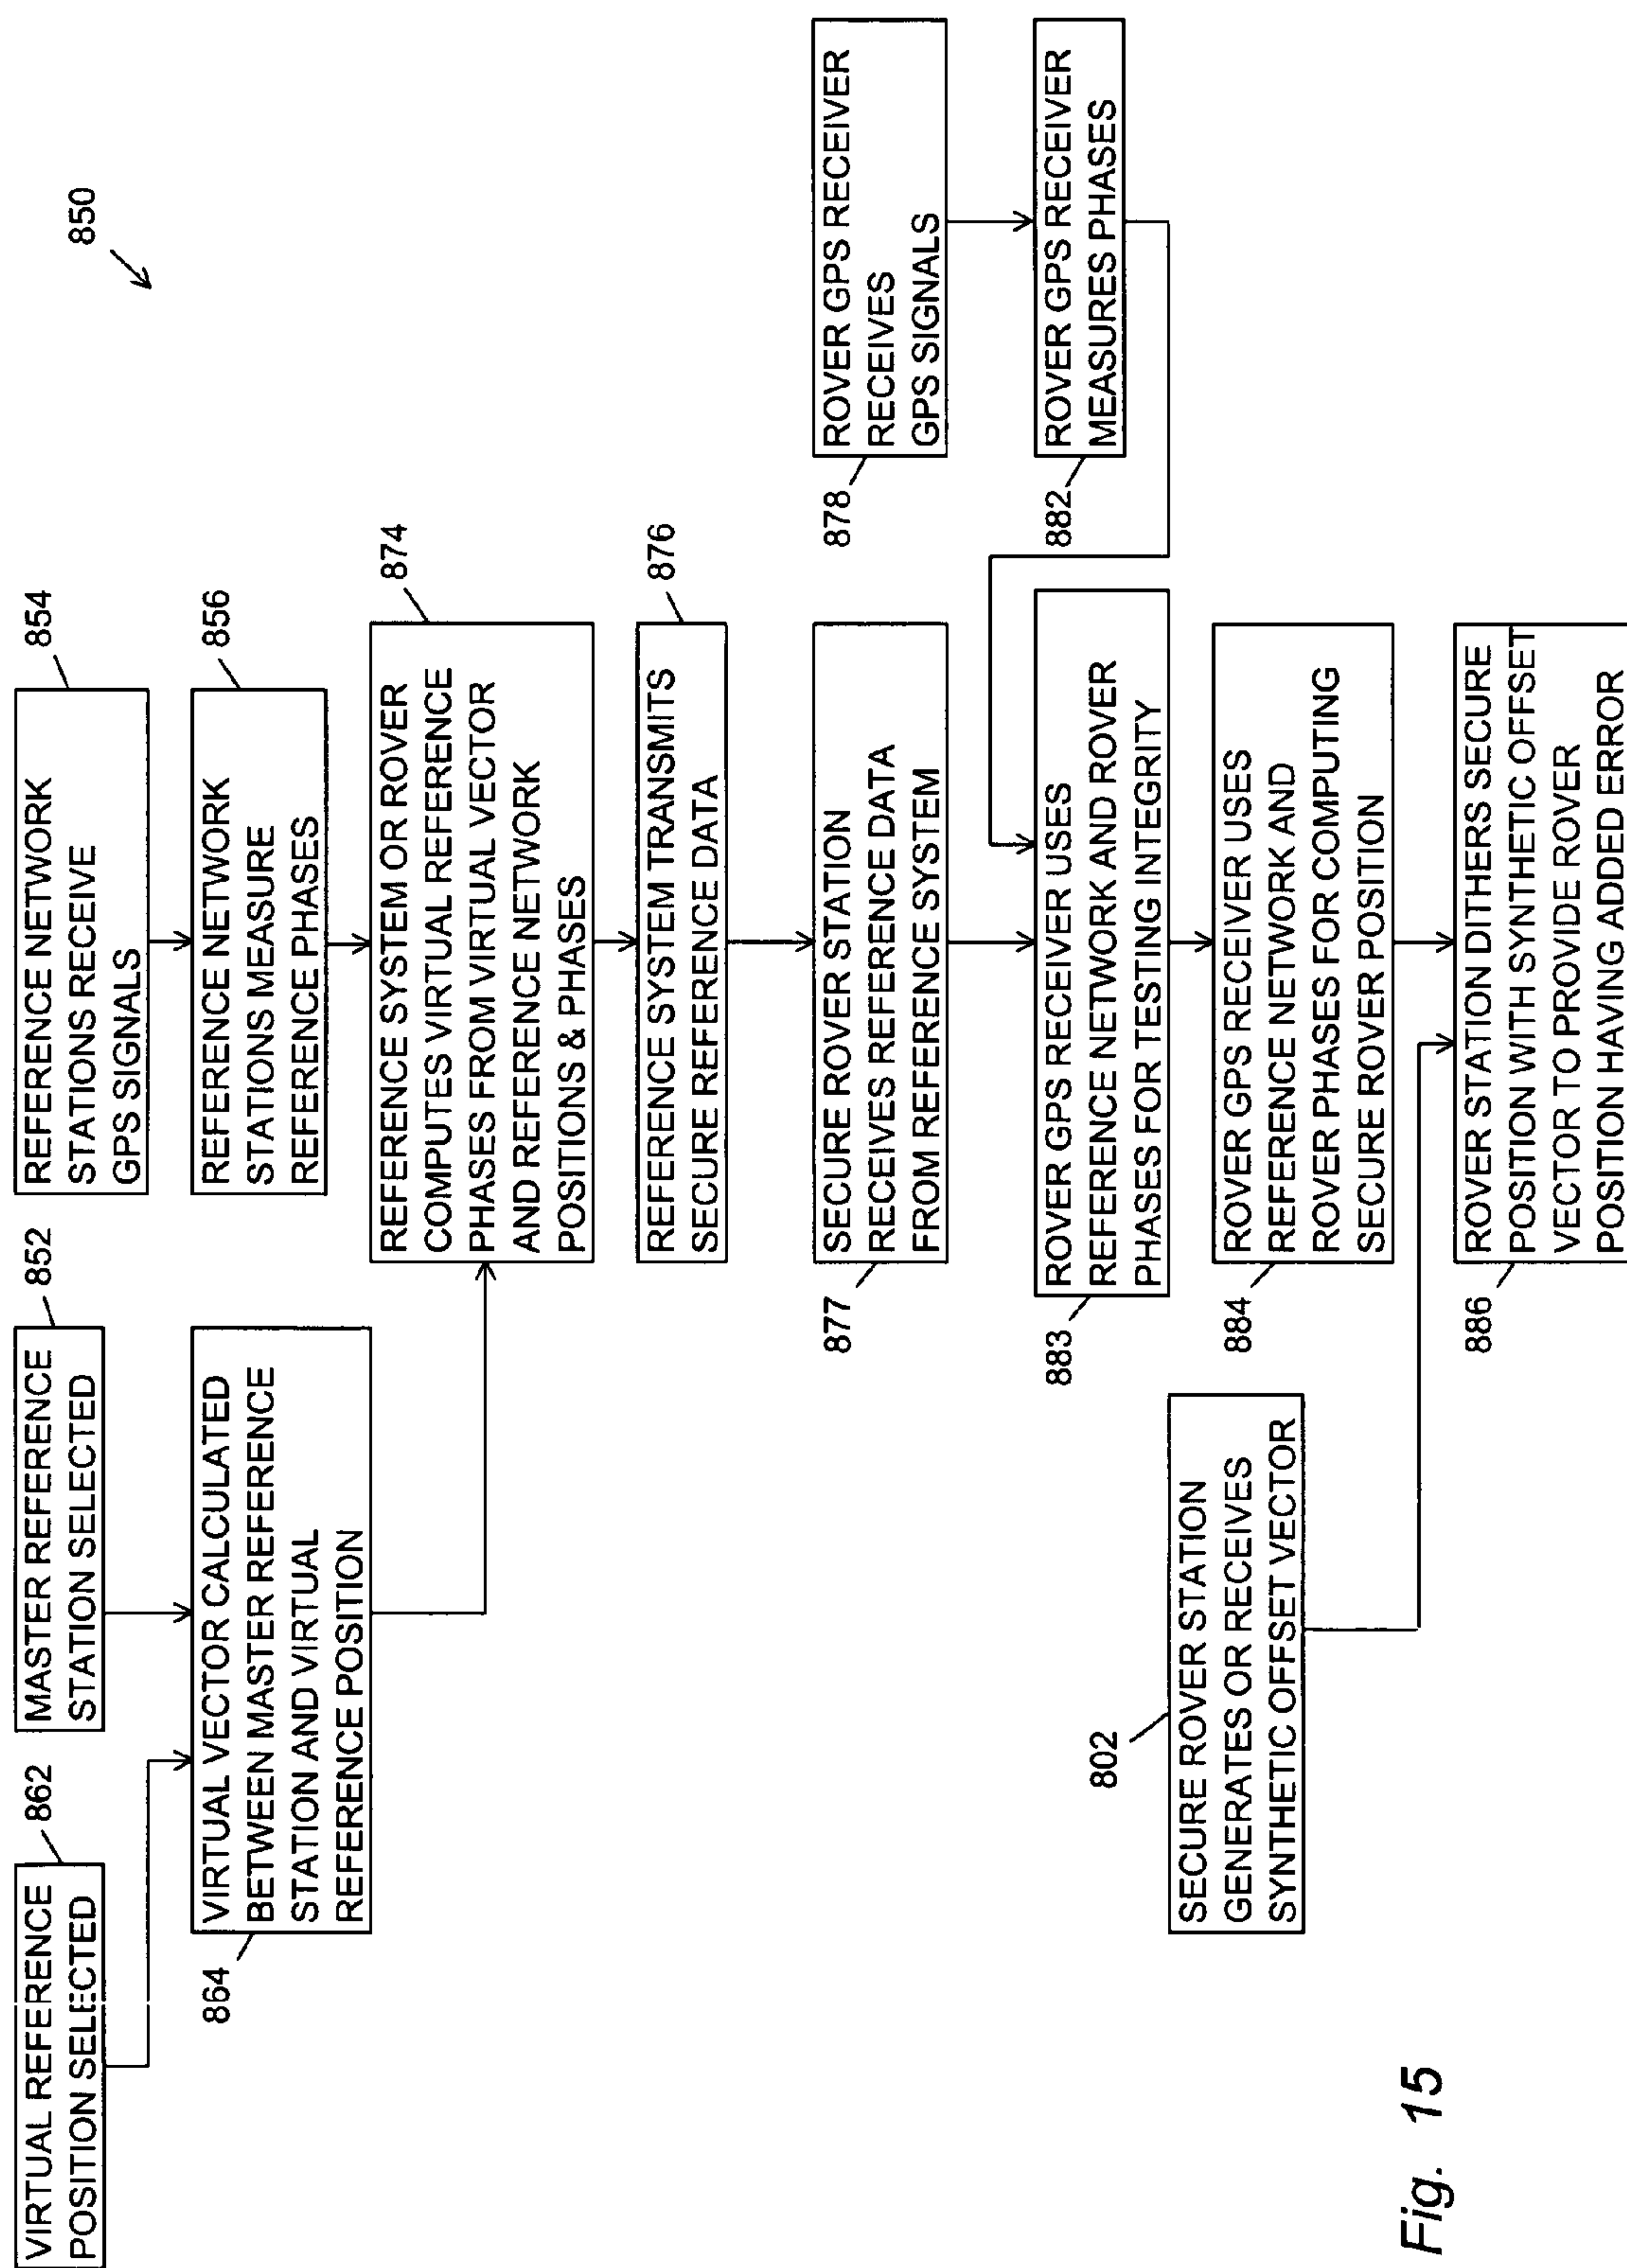 850
862
VIRTUAL REFERENCE
POSITION SELECTED
852
MASTER REFERENCE
STATION SELECTED
854
REFERENCE NETWORK
STATIONS RECEIVE
GPS SIGNALS
864
VIRTUAL VECTOR CALCULATED
BETWEEN MASTER REFERENCE
STATION AND VIRTUAL
REFERENCE POSITION
856
REFERENCE NETWORK
STATIONS MEASURE
REFERENCE PHASES
874
REFERENCE SYSTEM OR ROVER
COMPUTES VIRTUAL REFERENCE
PHASES FROM VIRTUAL VECTOR
AND REFERENCE NETWORK
POSITIONS & PHASES
876
REFERENCE SYSTEM TRANSMITS
SECURE REFERENCE DATA
877
SECURE ROVER STATION
RECEIVES REFERENCE DATA
FROM REFERENCE SYSTEM
878
ROVER GPS RECEIVER
RECEIVES
GPS SIGNALS
882
ROVER GPS RECEIVER
MEASURES PHASES
883
ROVER GPS RECEIVER USES
REFERENCE NETWORK AND ROVER
PHASES FOR TESTING INTEGRITY
802
SECURE ROVER STATION
GENERATES OR RECEIVES
SYNTHETIC OFFSET VECTOR
884
ROVER GPS RECEIVER USES
REFERENCE NETWORK AND
ROVER PHASES FOR COMPUTING
SECURE ROVER POSITION
886
ROVER STATION DITHERS SECURE
POSITION WITH SYNTHETIC OFFSET
VECTOR TO PROVIDE ROVER
POSITION HAVING ADDED ERROR
Fig. 15